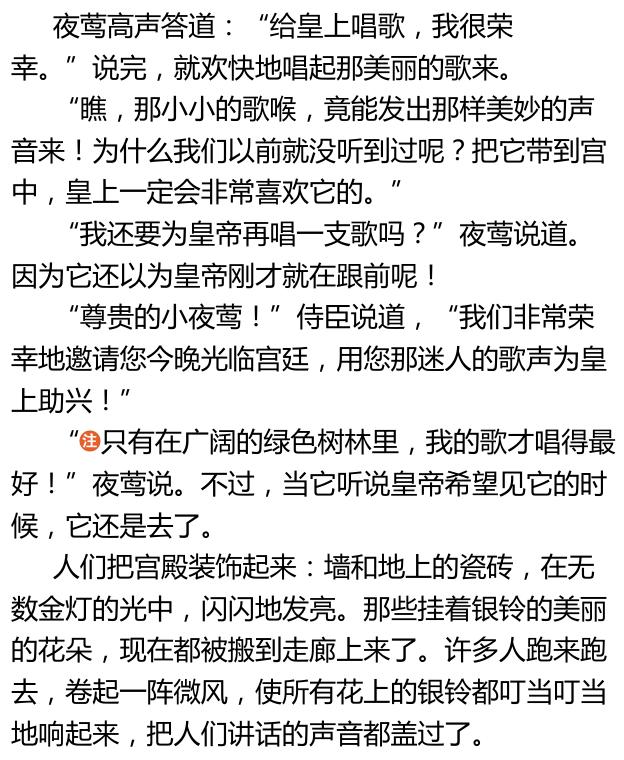 夜莺高声答道：“给皇上唱歌，我很荣
幸。”说完，就欢快地唱起那美丽的歌来。
“瞧，那小小的歌喉，竟能发出那样美妙的声
音来！为什么我们以前就没听到过呢？把它带到宫
中，皇上一定会非常喜欢它的。”
“我还要为皇帝再唱一支歌吗？”夜莺说道。
因为它还以为皇帝刚才就在跟前呢！
“尊贵的小夜莺！”侍臣说道，“我们非常荣
幸地邀请您今晚光临宫廷，用您那迷人的歌声为皇
上助兴！”
“注只有在广阔的绿色树林里，我的歌才唱得最
好！”夜莺说。不过，当它听说皇帝希望见它的时
候，它还是去了。
人们把宫殿装饰起来：墙和地上的瓷砖，在无
数金灯的光中，闪闪地发亮。那些挂着银铃的美丽
的花朵，现在都被搬到走廊上来了。许多人跑来跑
去，卷起一阵微风，使所有花上的银铃都叮当叮当
地响起来，把人们讲话的声音都盖过了。